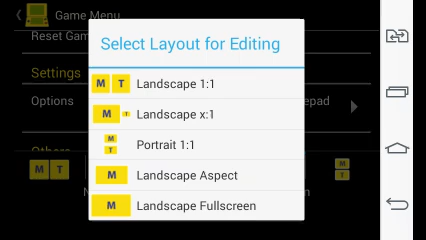 Game Menu
Reset Gam
Select Layout for Editing
Settings
M T Landscape 1:1
Options
epad
M T Landscape x:1
M T Portrait 1:1
M Landscape Aspect
M T
M T
M Landscape Fullscreen